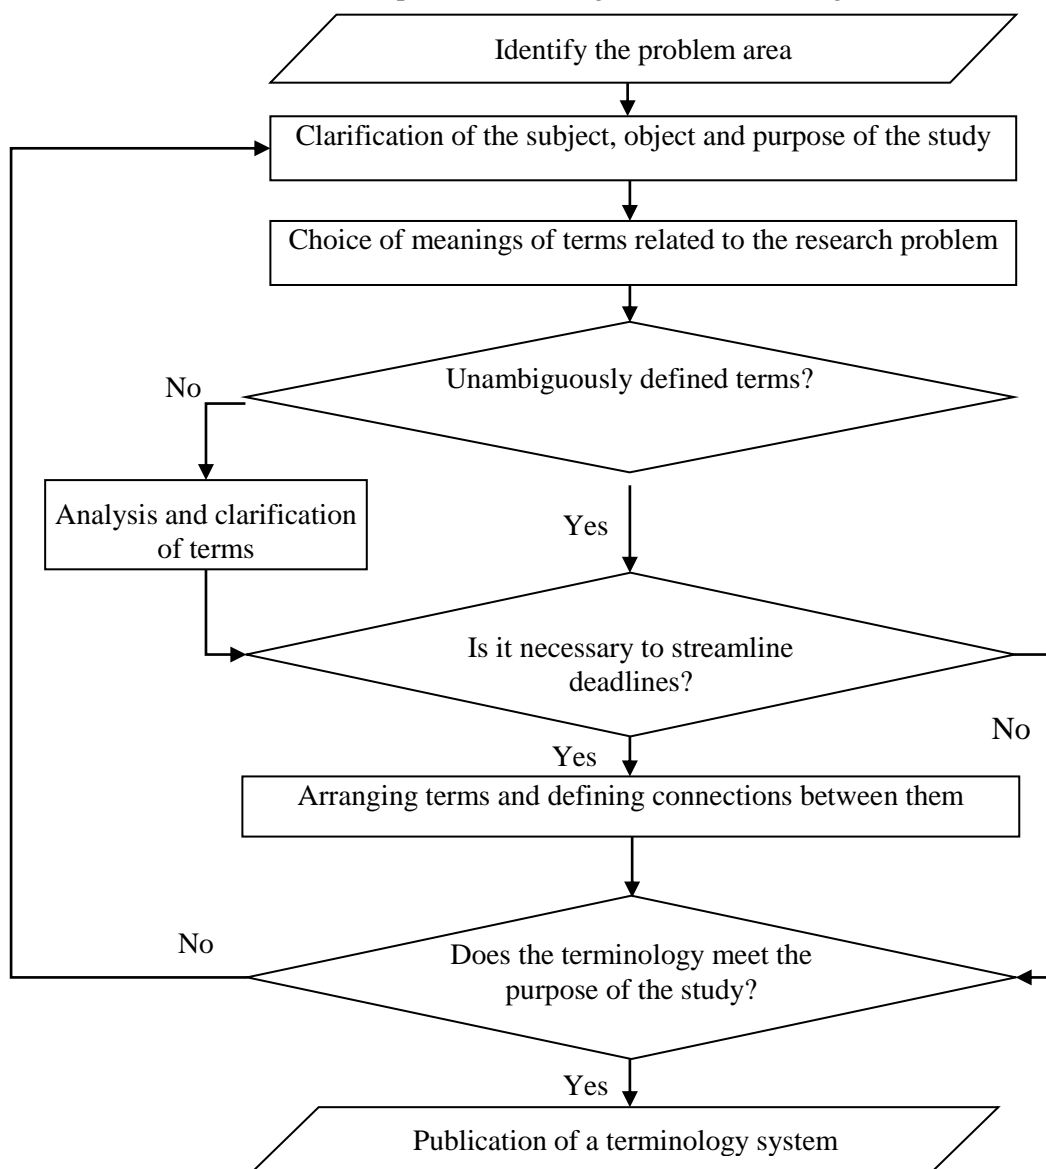 Identify the problem area
Clarification of the subject, object and purpose of the study
Choice of meanings of terms related to the research problem
Unambiguously defined terms?
No
Analysis and clarification
of terms
Yes
Is it necessary to streamline
deadlines?
No
Yes
Arranging terms and defining connections between them
No
Does the terminology meet the
purpose of the study?
Yes
Publication of a terminology system